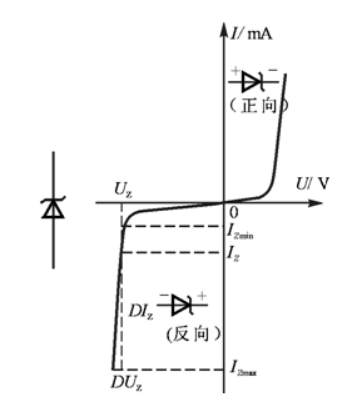 I/ mA
+ -
(正向)
U_z
U/ V
0
I_zmin
I_z
- +
DI_z
(反向)
DU_z
I_zmax